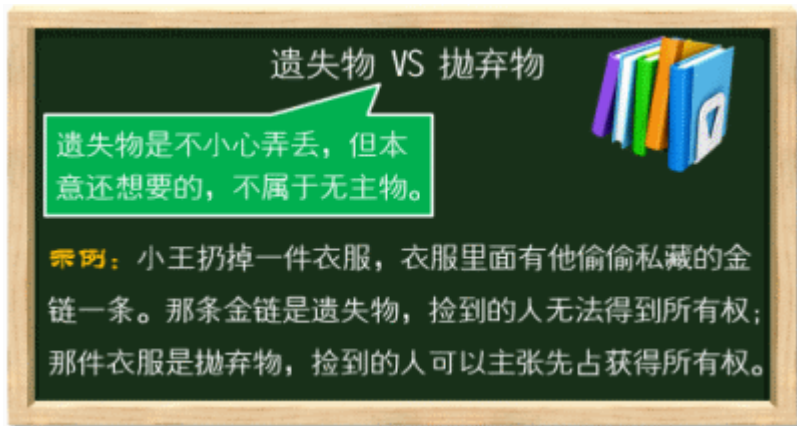 遗失物 VS 抛弃物
遗失物是不小心弄丢，但本
意还想要的，不属于无主物。
示例：小王扔掉一件衣服，衣服里面有他偷偷私藏的金
链一条。那条金链是遗失物，捡到的人无法得到所有权；
那件衣服是抛弃物，捡到的人可以主张先占获得所有权。